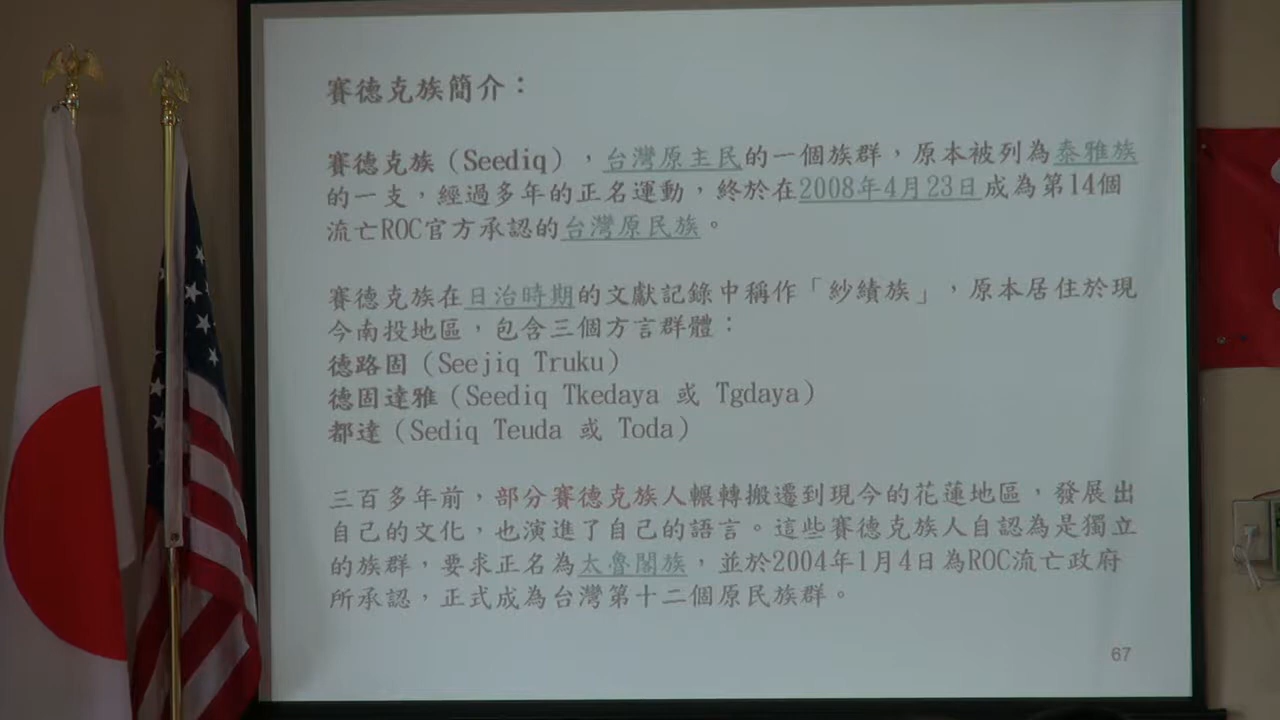 賽德克族簡介：
賽德克族（Seediq），台灣原主民的一個族群，原本被列為泰雅族
的一支，經過多年的正名運動，終於在2008年4月23日成為第14個
流亡ROC官方承認的台灣原民族。
賽德克族在日治時期的文獻記錄中稱作「紗績族」，原本居住於現
今南投地區，包含三個方言群體：
德路固（Seejiq Truku）
德固達雅（Seediq Tkedaya 或 Tgdaya）
都達（Sediq Teuda 或 Toda）
三百多年前，部分賽德克族人輾轉搬遷到現今的花蓮地區，發展出
自己的文化，也演進了自己的語言。這些賽德克族人自認為是獨立
的族群，要求正名為太魯閣族，並於2004年1月4日為ROC流亡政府
所承認，正式成為台灣第十二個原民族群。
67